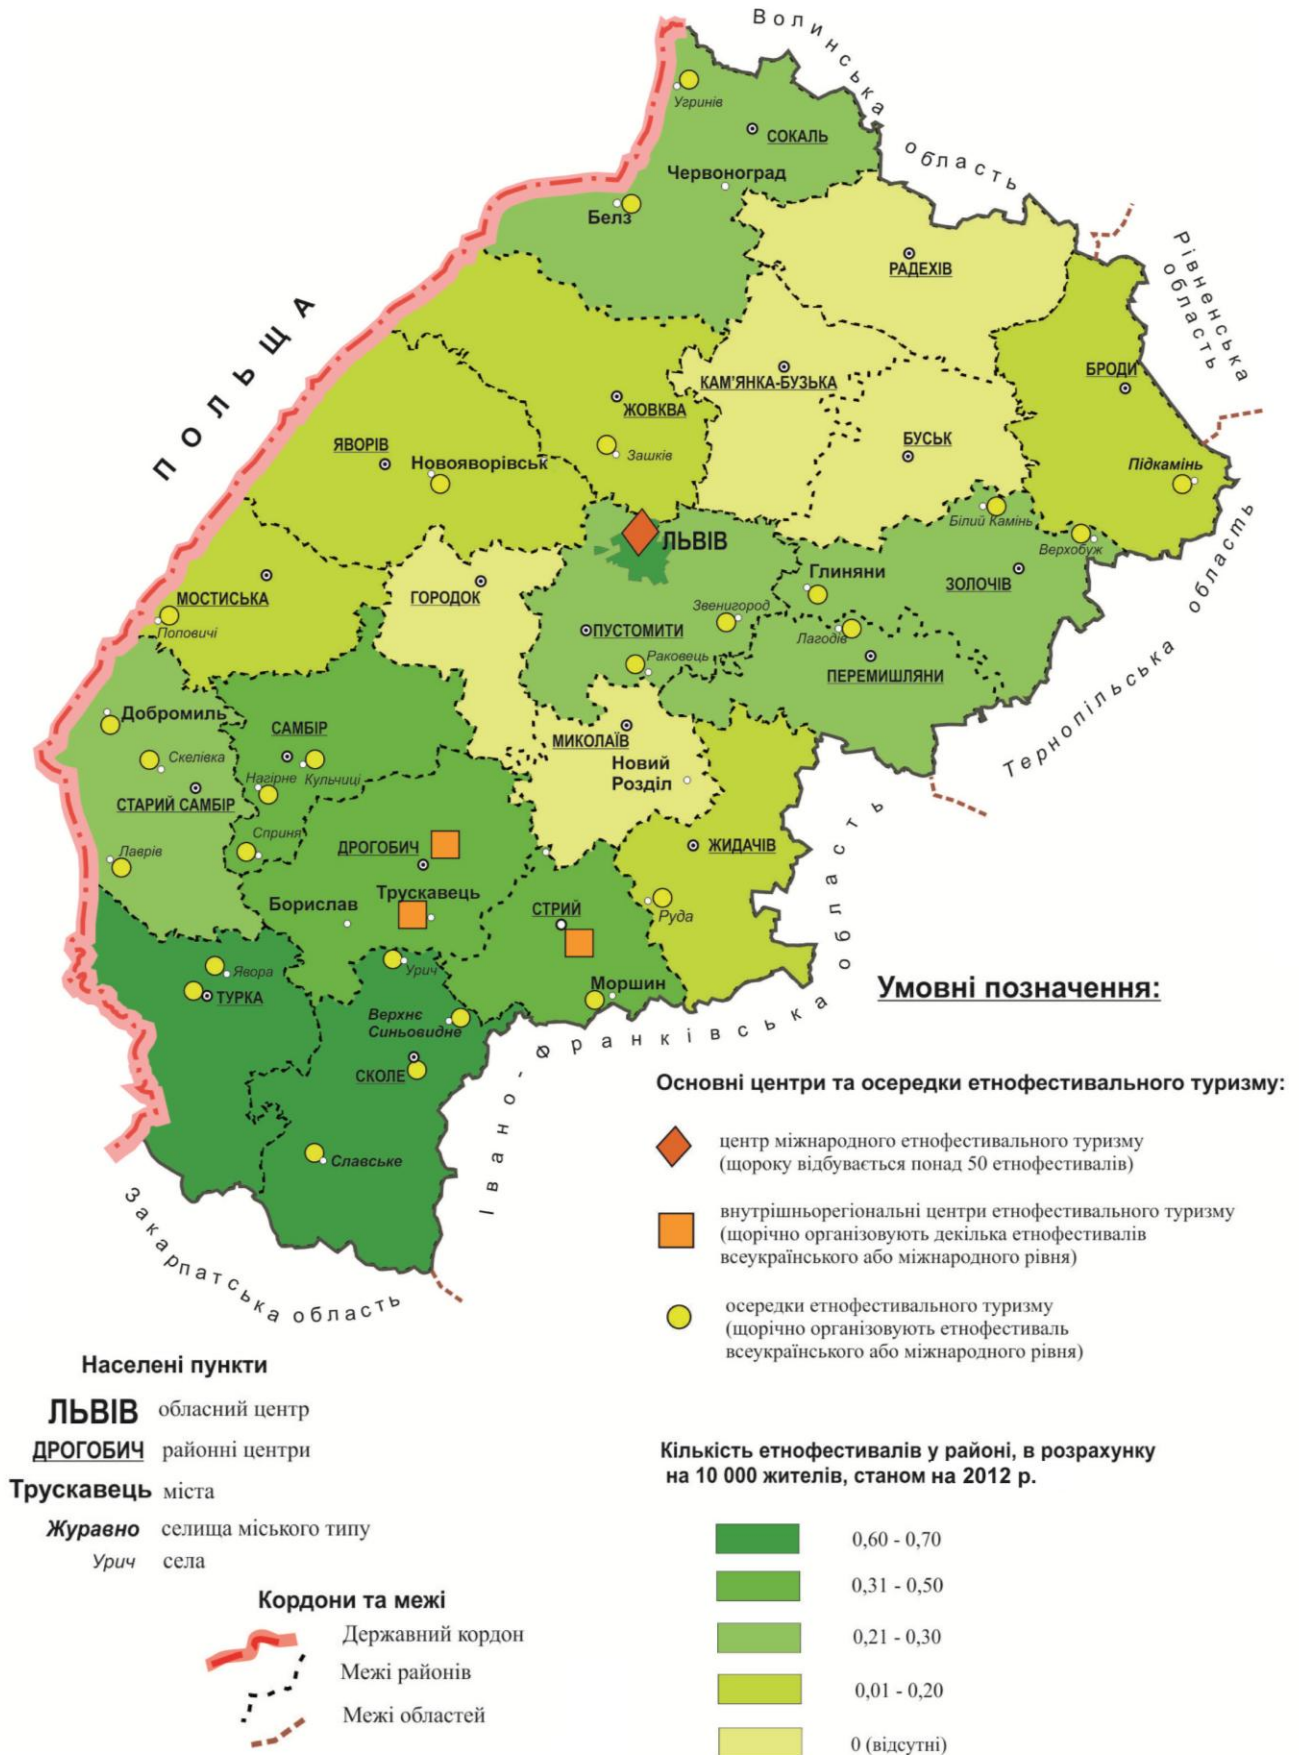 Волинська область
Угринів
СОКАЛЬ
Червоноград
Белз
РАДЕХІВ
Рівненська
область
ПОЛЬЩА
КАМ'ЯНКА-БУЗЬКА
БРОДИ
ЖОВКВА
ЯВОРІВ
Новояворівськ
Зашків
БУСЬК
Підкамінь
Білий Камінь
ЛЬВІВ
Верхобуж
Глиняни
ЗОЛОЧІВ
МОСТИСЬКА
ГОРОДОК
Звенигород
Поповичі
ПУСТОМИТИ
Лагодів
Раковець
ПЕРЕМИШЛЯНИ
Тернопільська область
Добромиль
САМБІР
МИКОЛАЇВ
Скелівка
Нагірне
Кульчиці
Новий
Розділ
СТАРИЙ САМБІР
Сприня
ДРОГОБИЧ
ЖИДАЧІВ
Лаврів
Борислав
Трускавець
СТРИЙ
Руда
Явора
Урич
ТУРКА
Моршин
Верхнє
Синьовидне
СКОЛЕ
Славське
Івано-Франківська область
Закарпатська область
Умовні позначення:
Основні центри та осередки етнофестивального туризму:
центр міжнародного етнофестивального туризму
(щороку відбувається понад 50 етнофестивалів)
внутрішньорегіональні центри етнофестивального туризму
(щорічно організовують декілька етнофестивалів
всеукраїнського або міжнародного рівня)
осередки етнофестивального туризму
(щорічно організовують етнофестиваль
всеукраїнського або міжнародного рівня)
Населені пункти
ЛЬВІВ обласний центр
ДРОГОБИЧ районні центри
Трускавець міста
Журавно селища міського типу
Урич села
Кордони та межі
Державний кордон
Межі районів
Межі областей
Кількість етнофестивалів у районі, в розрахунку
на 10 000 жителів, станом на 2012 р.
0,60 - 0,70
0,31 - 0,50
0,21 - 0,30
0,01 - 0,20
0 (відсутні)